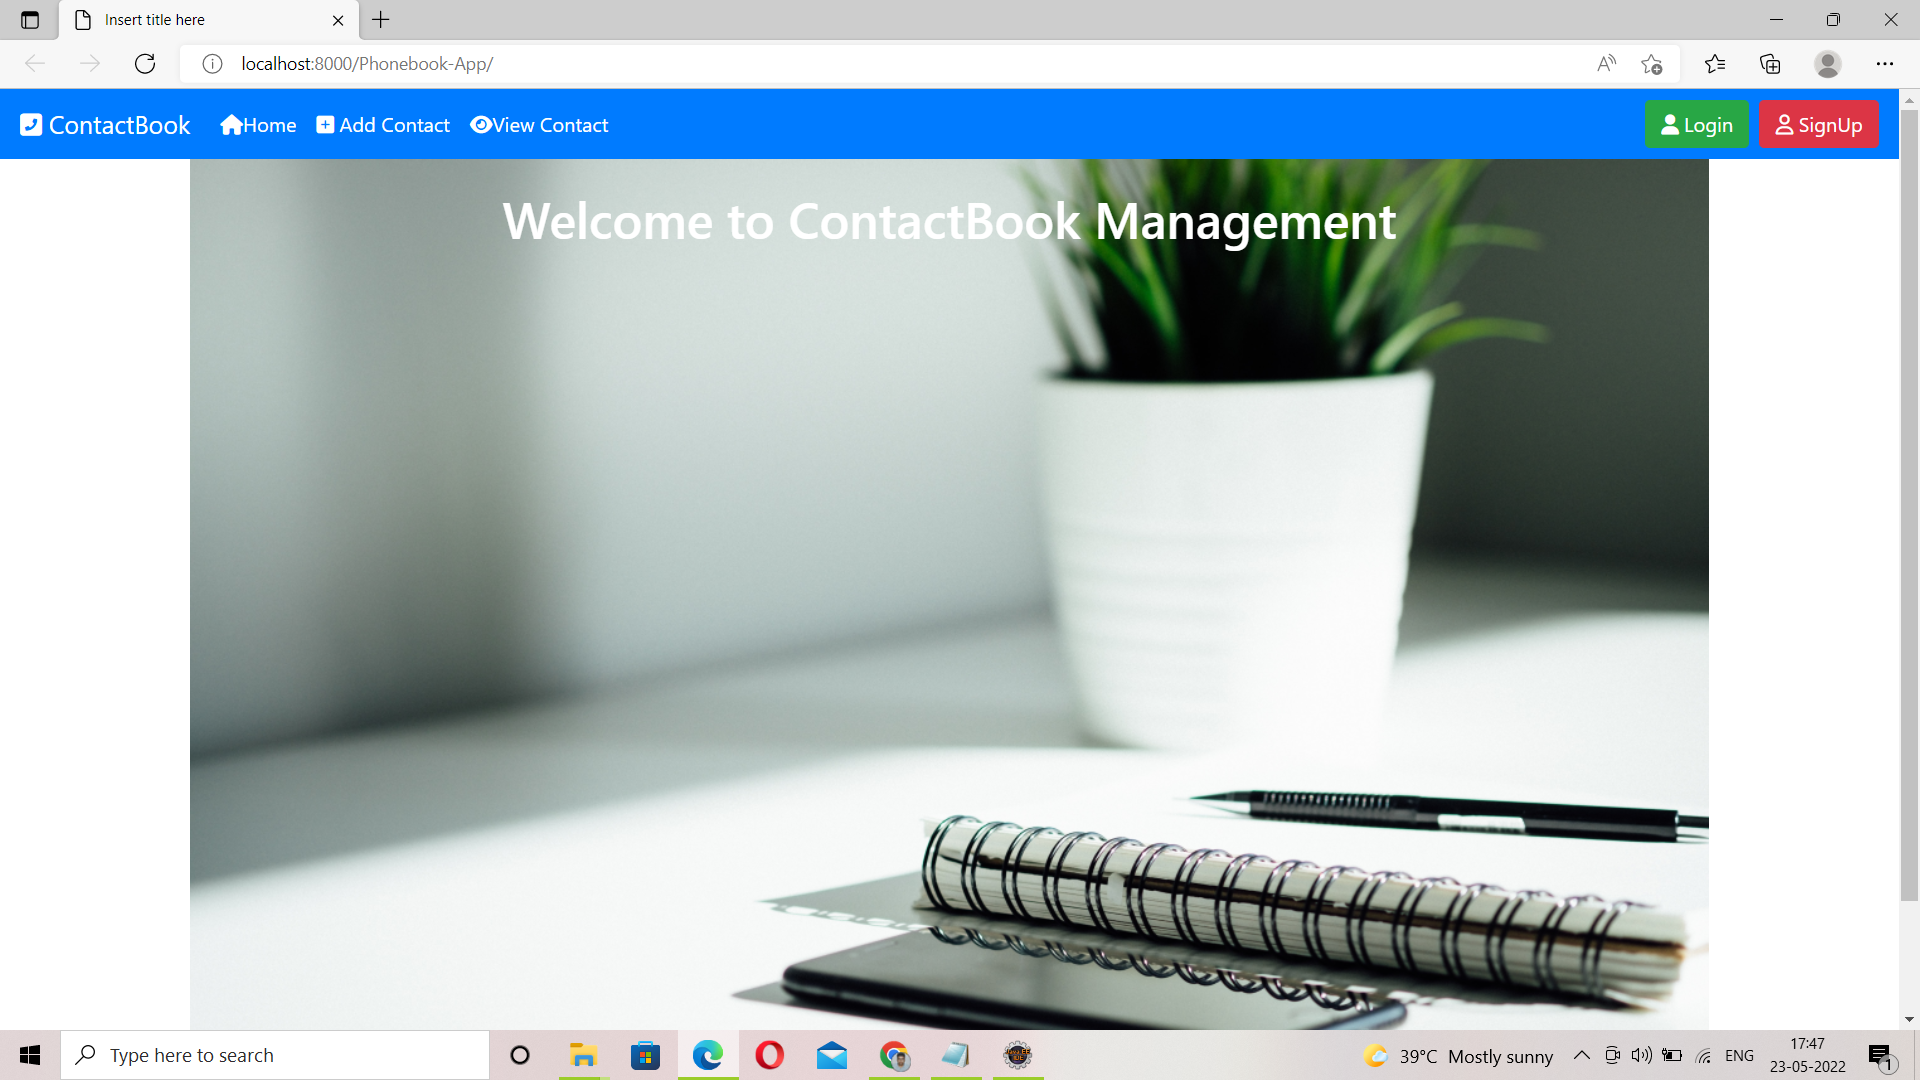 Insert title here
localhost:8000/Phonebook-App/
ContactBook Home Add Contact View Contact Login SignUp
Welcome to ContactBook Management
Type here to search
39°C Mostly sunny
ENG
17:47
23-05-2022
1